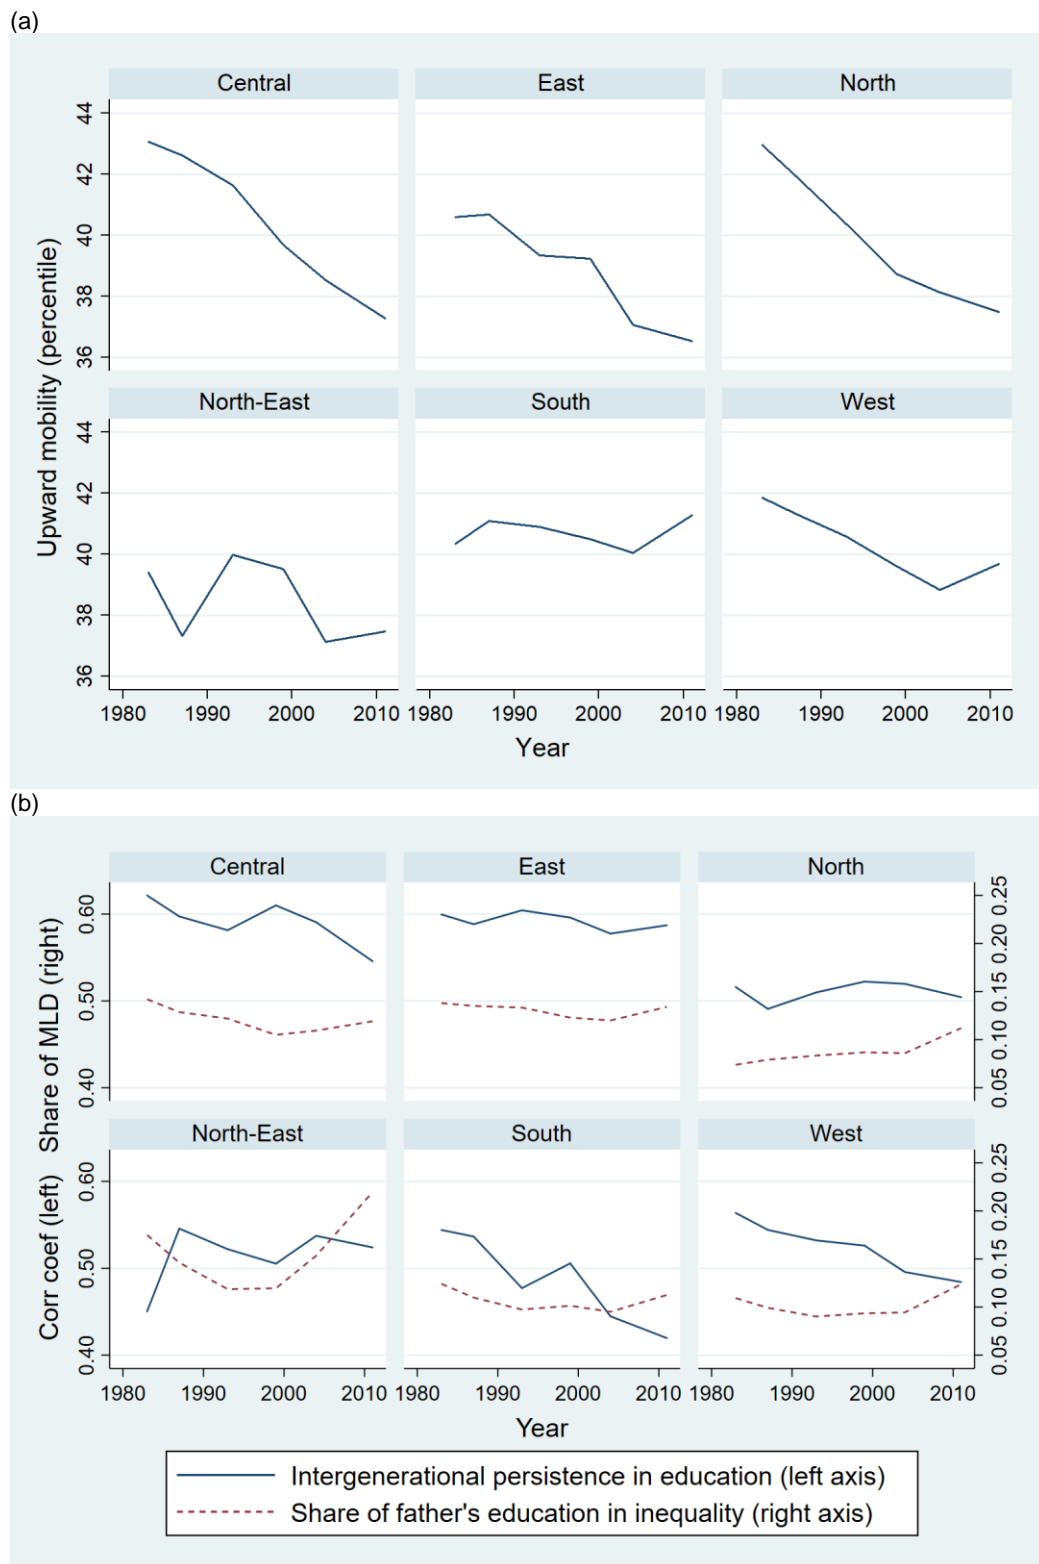 (a)
Central
East
North
Upward mobility (percentile)
44
42
40
38
36
North-East
South
West
44
42
40
38
36
1980 1990 2000 2010
1980 1990 2000 2010
1980 1990 2000 2010
Year
(b)
Central
East
North
Corr coef (left) Share of MLD (right)
0.60
0.50
0.40
0.25
0.20
0.15
0.10
0.05
North-East
South
West
0.60
0.50
0.40
0.25
0.20
0.15
0.10
0.05
1980 1990 2000 2010
1980 1990 2000 2010
1980 1990 2000 2010
Year
Intergenerational persistence in education (left axis)
Share of father's education in inequality (right axis)